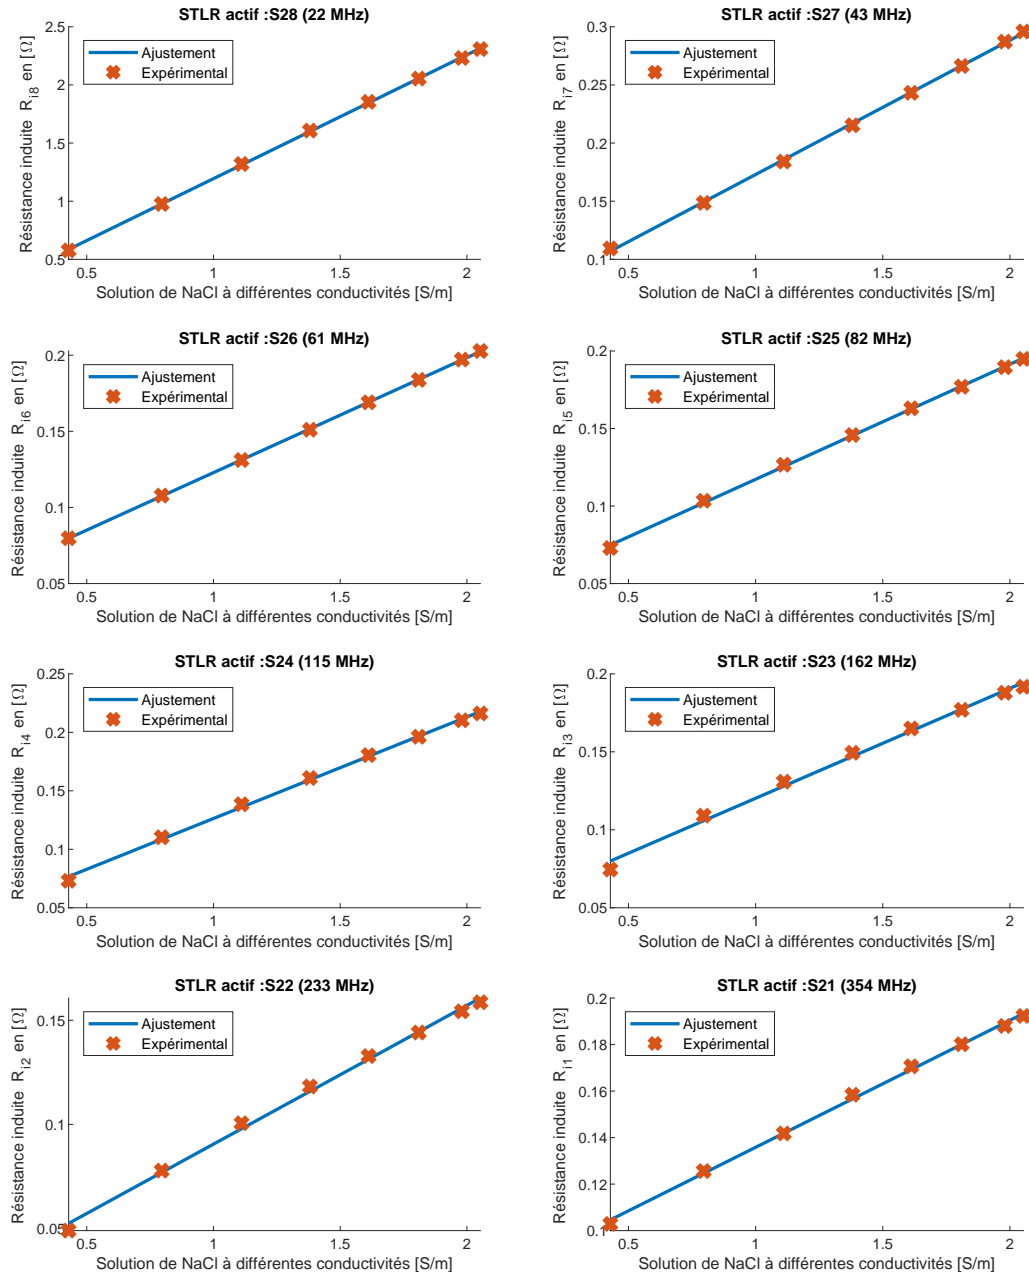 STLR actif :S28 (22 MHz)
2.5
2
1.5
1
0.5
Résistance induite R_i8 en [Ω]
Ajustement
Expérimental
0.5 1 1.5 2
Solution de NaCl à différentes conductivités [S/m]
STLR actif :S27 (43 MHz)
0.3
0.25
0.2
0.15
0.1
Résistance induite R_i7 en [Ω]
Ajustement
Expérimental
0.5 1 1.5 2
Solution de NaCl à différentes conductivités [S/m]
STLR actif :S26 (61 MHz)
0.2
0.15
0.1
0.05
Résistance induite R_i6 en [Ω]
Ajustement
Expérimental
0.5 1 1.5 2
Solution de NaCl à différentes conductivités [S/m]
STLR actif :S25 (82 MHz)
0.2
0.15
0.1
0.05
Résistance induite R_i5 en [Ω]
Ajustement
Expérimental
0.5 1 1.5 2
Solution de NaCl à différentes conductivités [S/m]
STLR actif :S24 (115 MHz)
0.25
0.2
0.15
0.1
0.05
Résistance induite R_i4 en [Ω]
Ajustement
Expérimental
0.5 1 1.5 2
Solution de NaCl à différentes conductivités [S/m]
STLR actif :S23 (162 MHz)
0.2
0.15
0.1
0.05
Résistance induite R_i3 en [Ω]
Ajustement
Expérimental
0.5 1 1.5 2
Solution de NaCl à différentes conductivités [S/m]
STLR actif :S22 (233 MHz)
0.15
0.1
0.05
Résistance induite R_i2 en [Ω]
Ajustement
Expérimental
0.5 1 1.5 2
Solution de NaCl à différentes conductivités [S/m]
STLR actif :S21 (354 MHz)
0.2
0.18
0.16
0.14
0.12
0.1
Résistance induite R_i1 en [Ω]
Ajustement
Expérimental
0.5 1 1.5 2
Solution de NaCl à différentes conductivités [S/m]